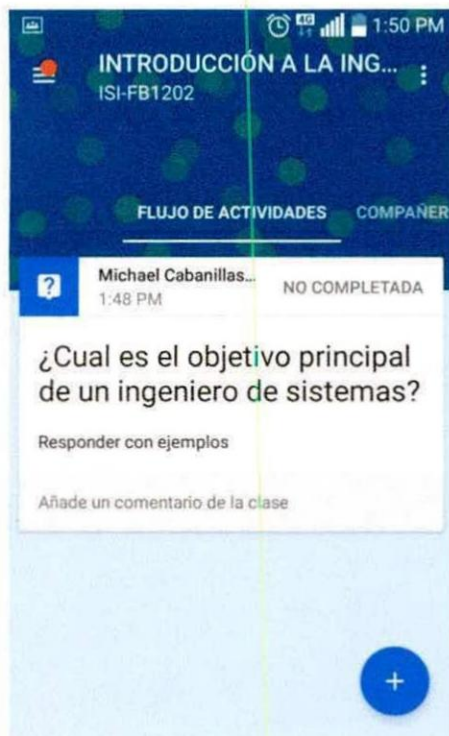 4G 1:50 PM
INTRODUCCIÓN A LA ING...
ISI-FB1202
FLUJO DE ACTIVIDADES COMPAÑER
? Michael Cabanillas... NO COMPLETADA
1:48 PM
¿Cual es el objetivo principal
de un ingeniero de sistemas?
Responder con ejemplos
Añade un comentario de la clase
+